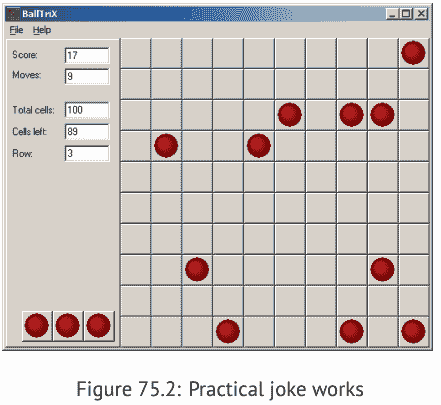 BallTriX
File Help
Score: 17
Moves: 9
Total cells: 100
Cells left: 89
Row: 3
Figure 75.2: Practical joke works